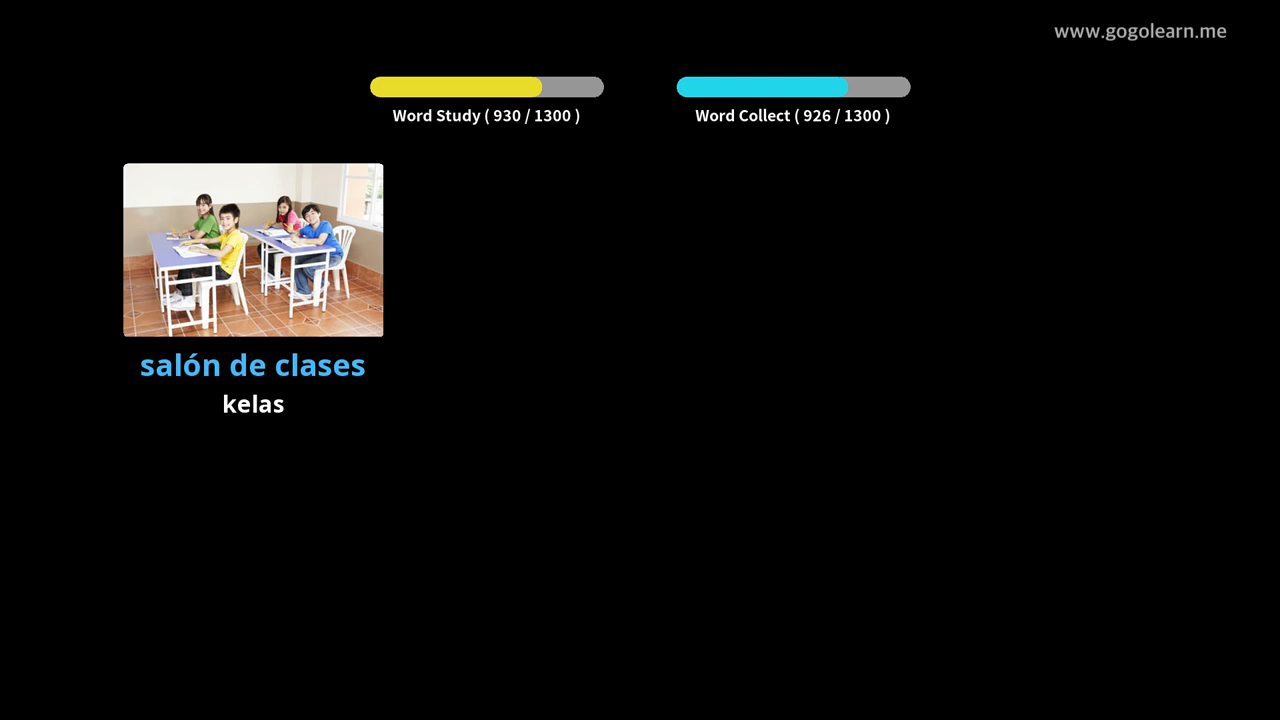 www.gogolearn.me
Word Study ( 930 / 1300 )
Word Collect ( 926 / 1300 )
salón de clases
kelas